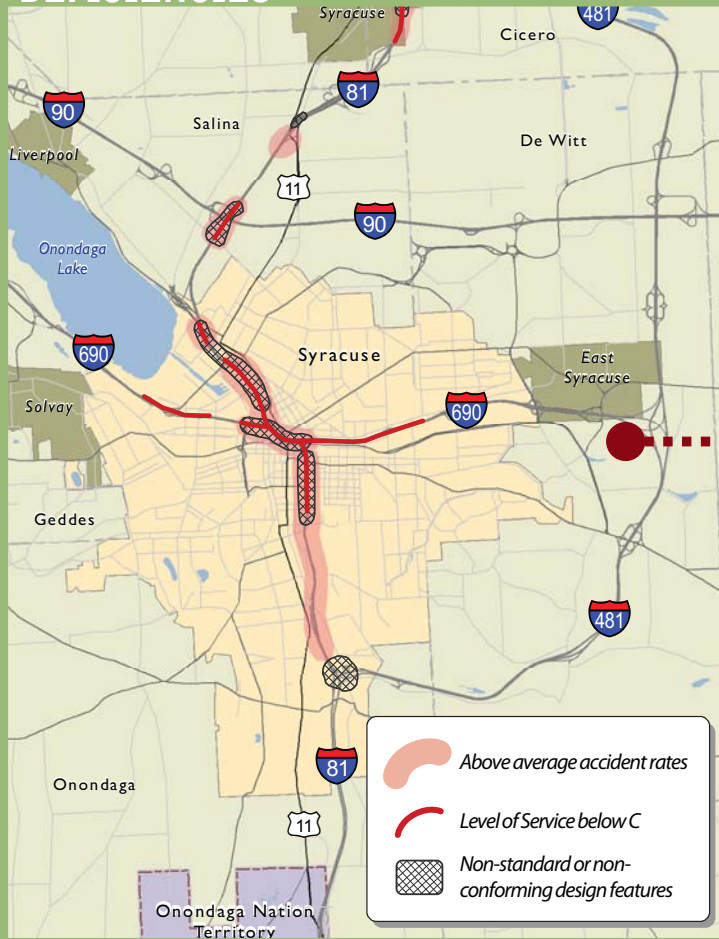 DEFICIENCIES
Syracuse
Cicero
481
90
81
Salina
De Witt
Liverpool
11
90
Onondaga
Lake
690
Syracuse
East
Syracuse
Solvay
690
Geddes
481
81
Onondaga
11
Onondaga Nation
Territory
Above average accident rates
Level of Service below C
Non-standard or non-
conforming design features